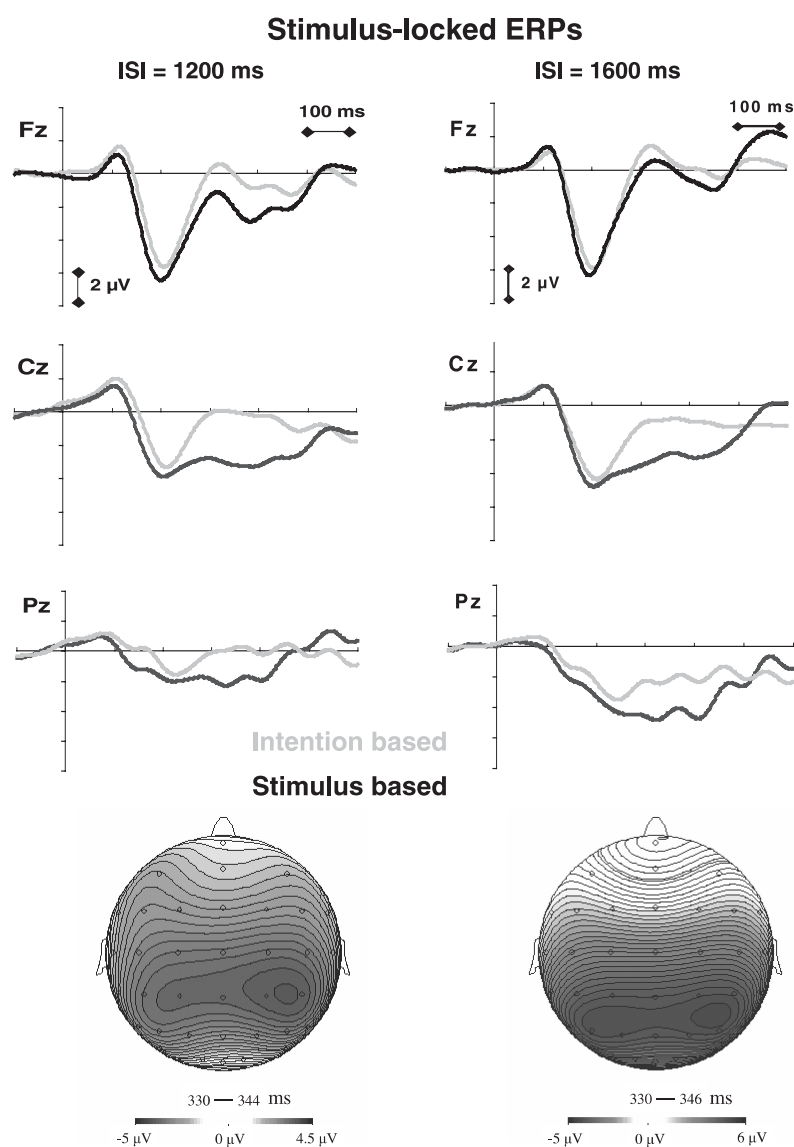 Stimulus-locked ERPs
ISI = 1200 ms
ISI = 1600 ms
Fz
100 ms
Fz
100 ms
2 µV
2 µV
Cz
Cz
Pz
Pz
Intention based
Stimulus based
330 — 344 ms
330 — 346 ms
-5 µV 0 µV 4.5 µV
-5 µV 0 µV 6 µV